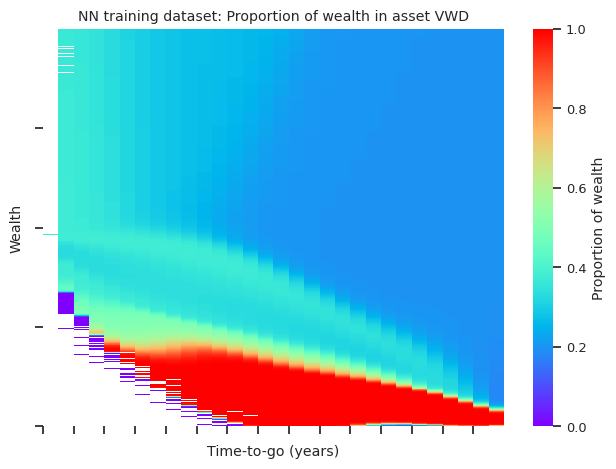 NN training dataset: Proportion of wealth in asset VWD
1.0
0.8
0.6
0.4
0.2
0.0
Proportion of wealth
Wealth
Time-to-go (years)